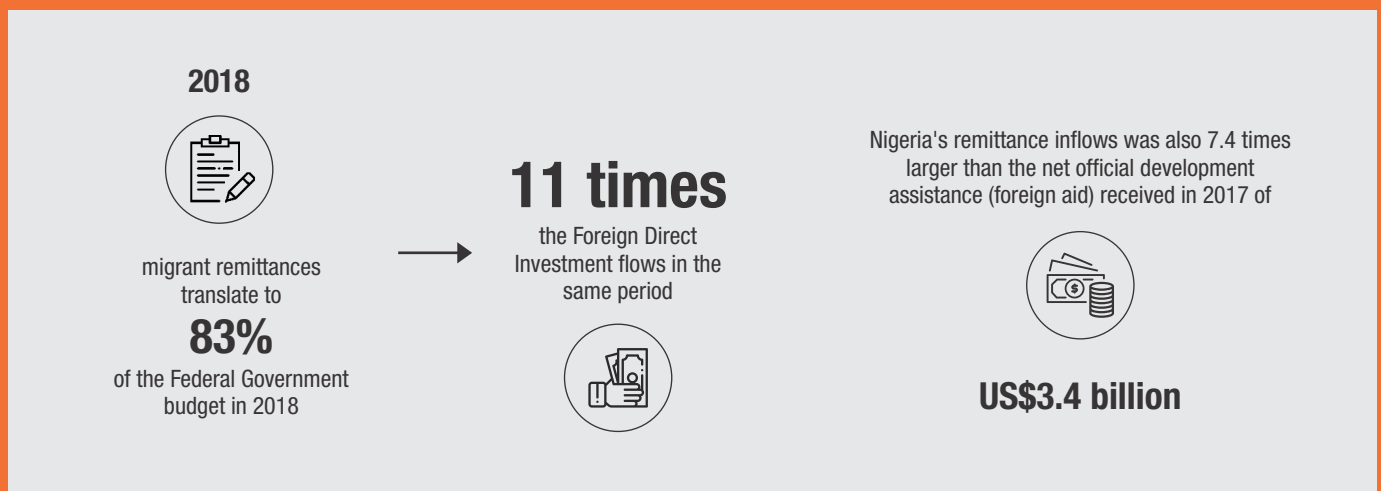 2018
migrant remittances
translate to
83%
of the Federal Government
budget in 2018
11 times
the Foreign Direct
Investment flows in the
same period
Nigeria's remittance inflows was also 7.4 times
larger than the net official development
assistance (foreign aid) received in 2017 of
$
US$3.4 billion